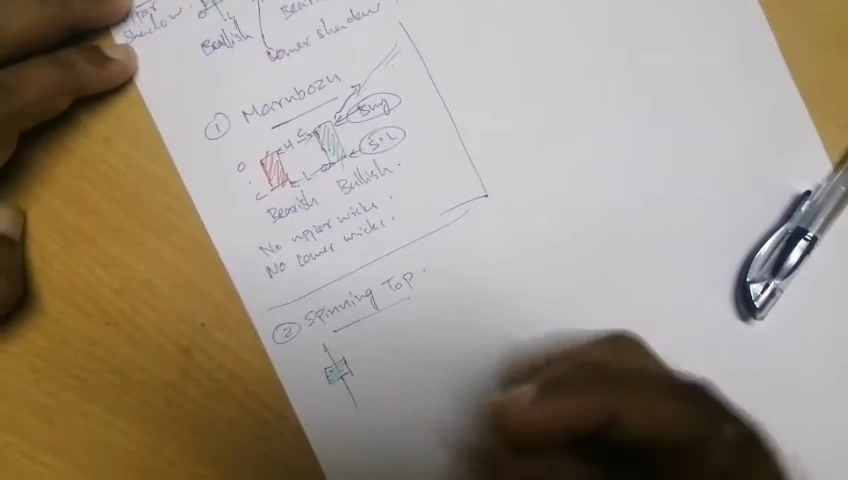 shadow.
Bullish
Lower shadow
① Marubozu
O H C Buy
C L S.L
Bearish Bullish.
No upper wicks.
No Lower wicks.
② Spinning Top.